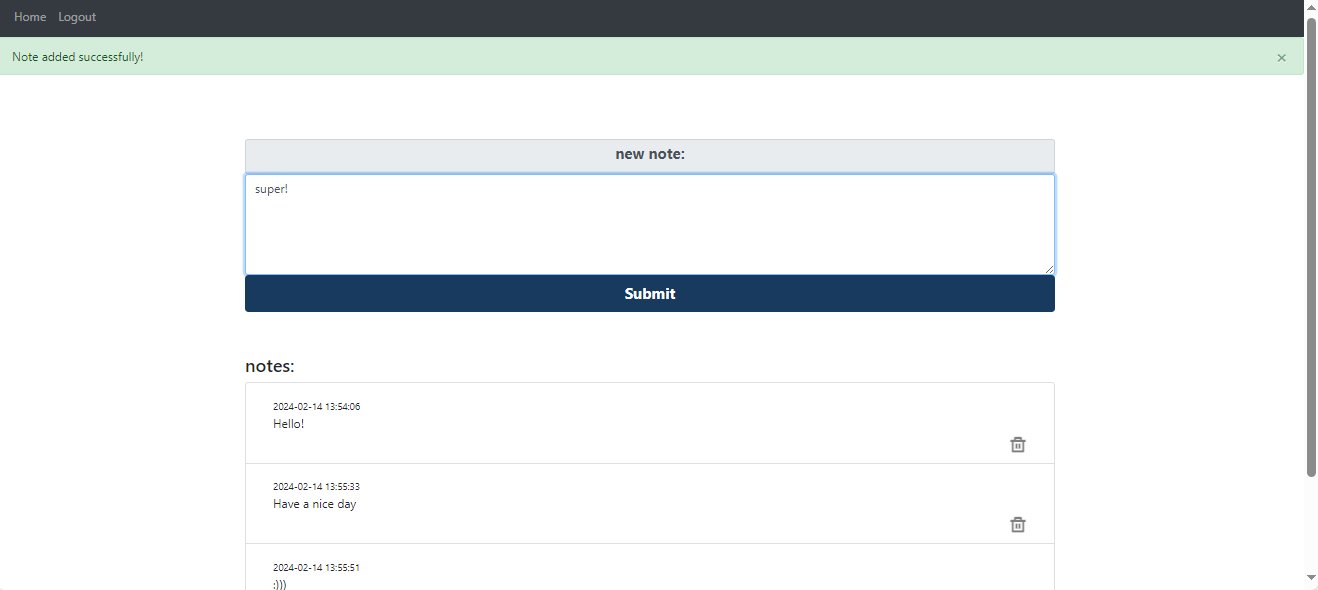 Home Logout
Note added successfully! ×
new note:
super!
Submit
notes:
2024-02-14 13:54:06
Hello!
2024-02-14 13:55:33
Have a nice day
2024-02-14 13:55:51
:)))